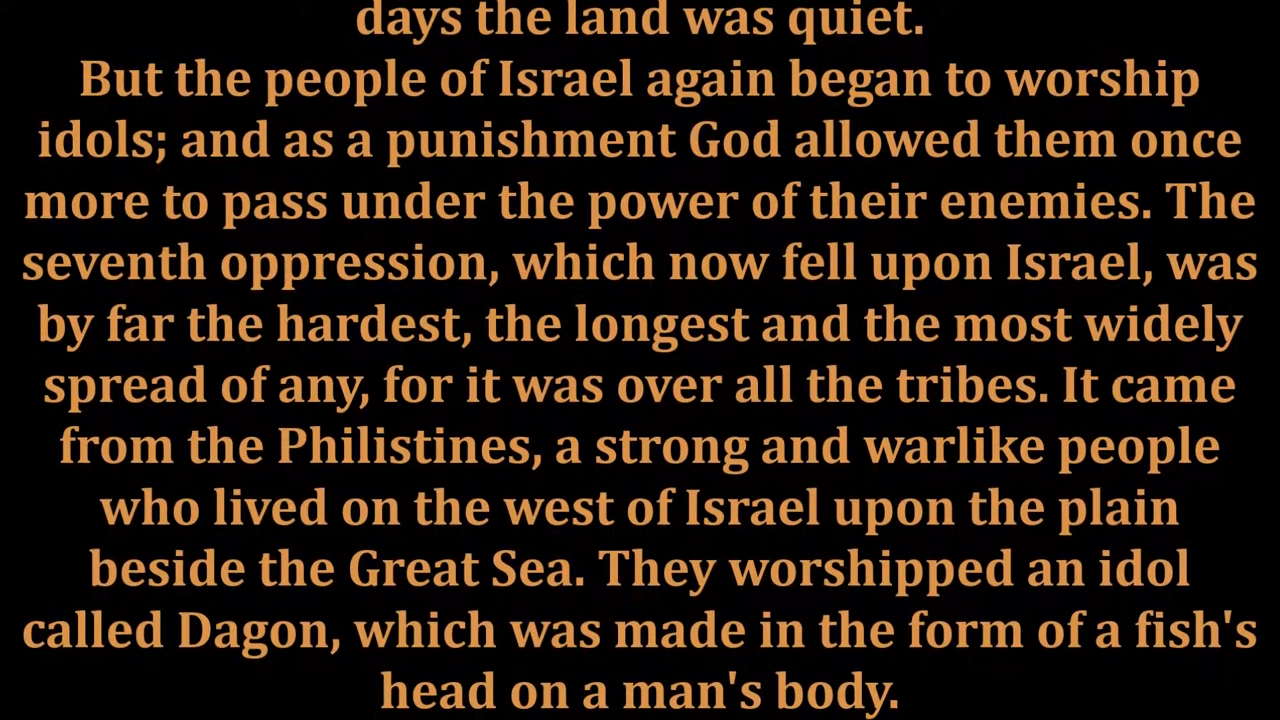 days the land was quiet.
But the people of Israel again began to worship
idols; and as a punishment God allowed them once
more to pass under the power of their enemies. The
seventh oppression, which now fell upon Israel, was
by far the hardest, the longest and the most widely
spread of any, for it was over all the tribes. It came
from the Philistines, a strong and warlike people
who lived on the west of Israel upon the plain
beside the Great Sea. They worshipped an idol
called Dagon, which was made in the form of a fish's
head on a man's body.